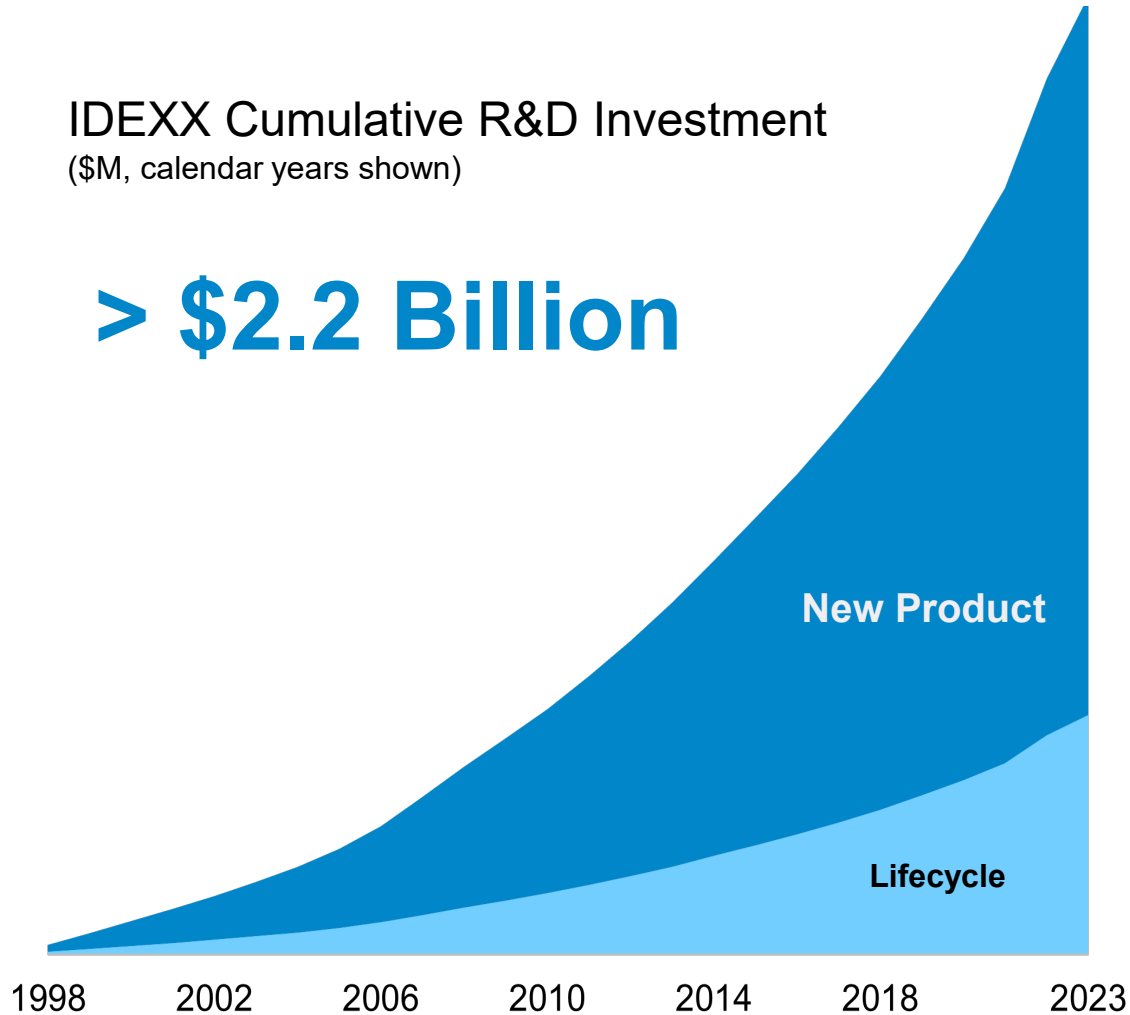 IDEXX Cumulative R&D Investment
($M, calendar years shown)
> $2.2 Billion
New Product
Lifecycle
1998 2002 2006 2010 2014 2018 2023